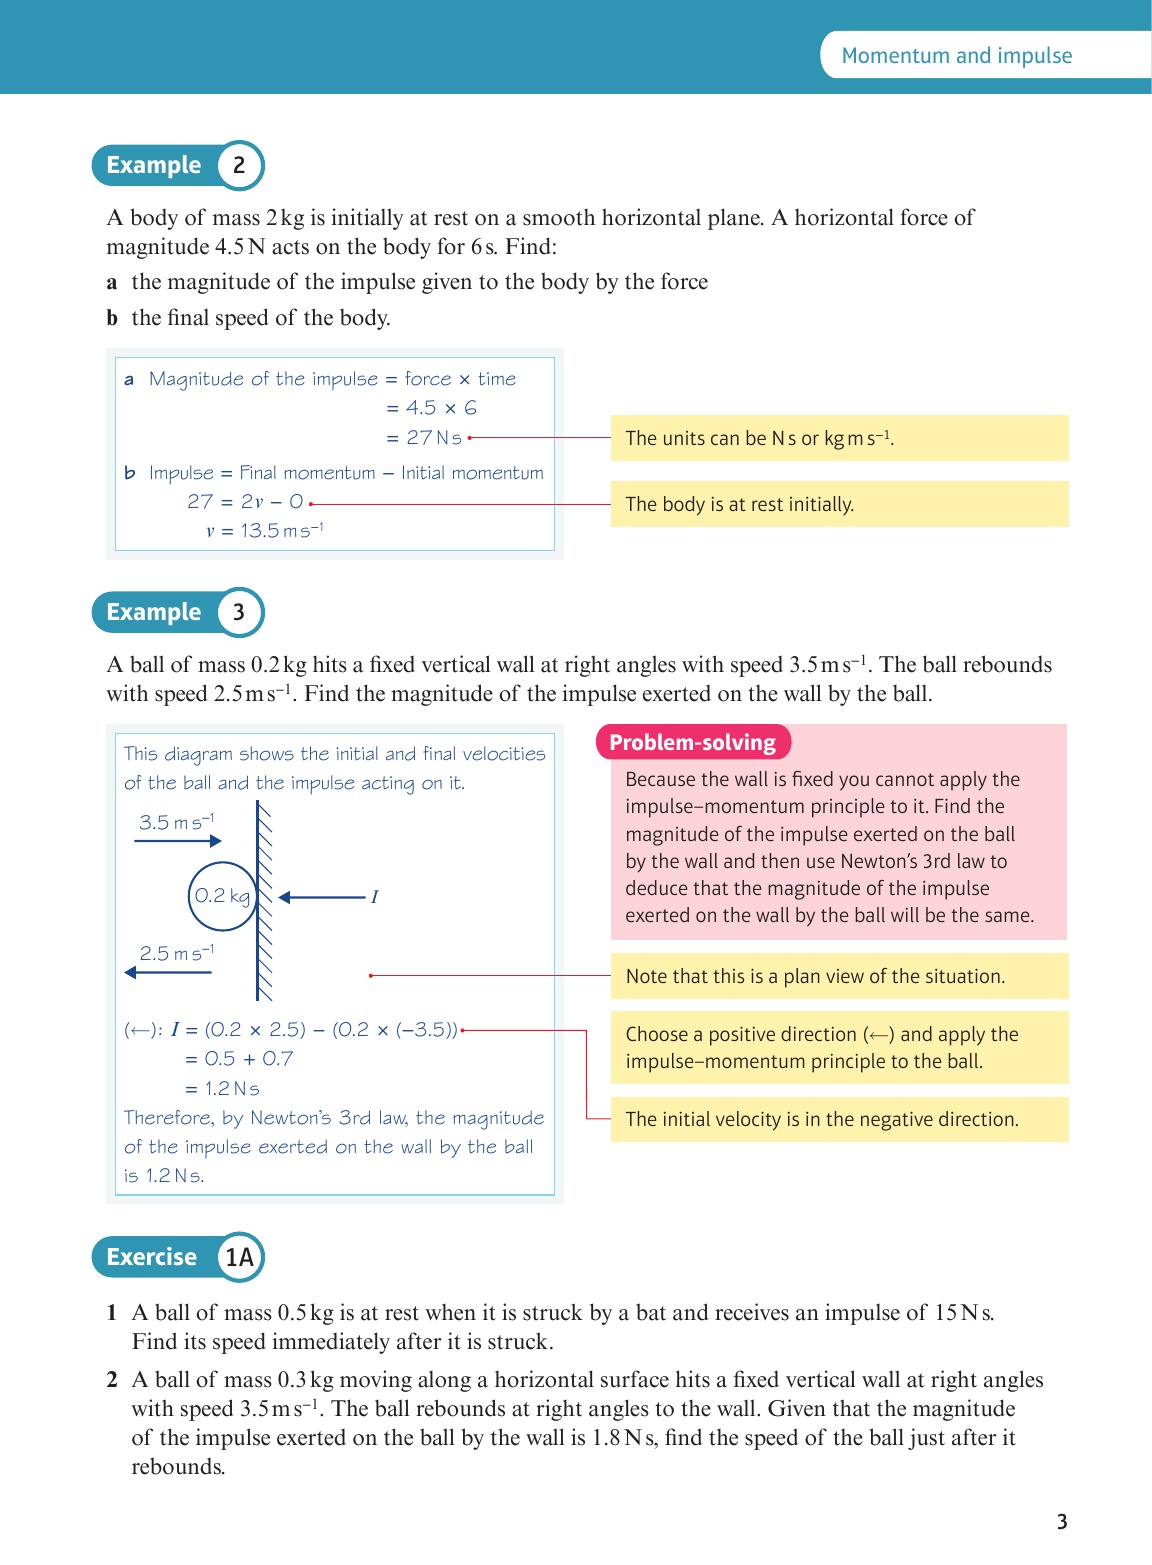 Momentum and impulse
Example 2
A body of mass 2 kg is initially at rest on a smooth horizontal plane. A horizontal force of
magnitude 4.5 N acts on the body for 6 s. Find:
a the magnitude of the impulse given to the body by the force
b the final speed of the body.
a Magnitude of the impulse = force × time
= 4.5 × 6
= 27 N s
The units can be N s or kg m s⁻¹.
b Impulse = Final momentum − Initial momentum
27 = 2v − 0
The body is at rest initially.
v = 13.5 m s⁻¹
Example 3
A ball of mass 0.2 kg hits a fixed vertical wall at right angles with speed 3.5 m s⁻¹. The ball rebounds
with speed 2.5 m s⁻¹. Find the magnitude of the impulse exerted on the wall by the ball.
This diagram shows the initial and final velocities
of the ball and the impulse acting on it.
3.5 m s⁻¹
0.2 kg
I
2.5 m s⁻¹
(←): I = (0.2 × 2.5) − (0.2 × (−3.5))
= 0.5 + 0.7
= 1.2 N s
Therefore, by Newton's 3rd law, the magnitude
of the impulse exerted on the wall by the ball
is 1.2 N s.
Problem-solving
Because the wall is fixed you cannot apply the
impulse–momentum principle to it. Find the
magnitude of the impulse exerted on the ball
by the wall and then use Newton's 3rd law to
deduce that the magnitude of the impulse
exerted on the wall by the ball will be the same.
Note that this is a plan view of the situation.
Choose a positive direction (←) and apply the
impulse–momentum principle to the ball.
The initial velocity is in the negative direction.
Exercise 1A
1 A ball of mass 0.5 kg is at rest when it is struck by a bat and receives an impulse of 15 N s.
Find its speed immediately after it is struck.
2 A ball of mass 0.3 kg moving along a horizontal surface hits a fixed vertical wall at right angles
with speed 3.5 m s⁻¹. The ball rebounds at right angles to the wall. Given that the magnitude
of the impulse exerted on the ball by the wall is 1.8 N s, find the speed of the ball just after it
rebounds.
3